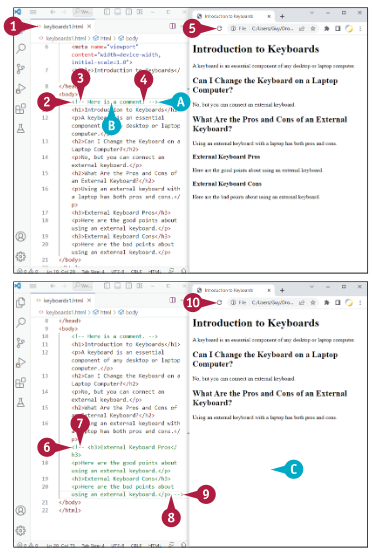 keyboards1.html
keyboards1.html > html > body
6 <meta name="viewport"
content="width=device-width,
initial-scale=1.0">
7 Introduction to Keyboards</
8 </head>
<body>
<!-- Here is a comment. -->
<h1>Introduction to Keyboards</h1>
12 <p>A keyboard is an essential
component of any desktop or laptop
computer.</p>
<h2>Can I Change the Keyboard on a
Laptop Computer?</h2>
<p>No, but you can connect an
external keyboard.</p>
<h2>What Are the Pros and Cons of
an External Keyboard?</h2>
<p>Using an external keyboard with
a laptop has both pros and cons.</
p>
<h3>External Keyboard Pros</h3>
<p>Here are the good points about
using an external keyboard.</p>
<h3>External Keyboard Cons</h3>
<p>Here are the bad points about
using an external keyboard.</p>
21 </body>
1
2
3
4
A
B
Introduction to Keyboards
File C:/Users/Guy/Dro...
5
Introduction to Keyboards
A keyboard is an essential component of any desktop or laptop computer.
Can I Change the Keyboard on a Laptop
Computer?
No, but you can connect an external keyboard.
What Are the Pros and Cons of an External
Keyboard?
Using an external keyboard with a laptop has both pros and cons.
External Keyboard Pros
Here are the good points about using an external keyboard.
External Keyboard Cons
Here are the bad points about using an external keyboard.
keyboards1.html
keyboards1.html > html > body
8 </head>
9 <body>
10 <!-- Here is a comment. -->
11 <h1>Introduction to Keyboards</h1>
12 <p>A keyboard is an essential
component of any desktop or laptop
computer.</p>
13 <h2>Can I Change the Keyboard on a
Laptop Computer?</h2>
14 <p>No, but you can connect an
external keyboard.</p>
15 <h2>What Are the Pros and Cons of
External Keyboard?</h2>
Using an external keyboard with
laptop has both pros and cons.</
p>
<!-- <h3>External Keyboard Pros</
h3>
18 <p>Here are the good points about
using an external keyboard.</p>
19 <h3>External Keyboard Cons</h3>
20 <p>Here are the bad points about
using an external keyboard.</p> -->
21 </body>
22 </html>
6
7
8
9
Introduction to Keyboards
File C:/Users/Guy/Dro...
10
Introduction to Keyboards
A keyboard is an essential component of any desktop or laptop computer.
Can I Change the Keyboard on a Laptop
Computer?
No, but you can connect an external keyboard.
What Are the Pros and Cons of an External
Keyboard?
Using an external keyboard with a laptop has both pros and cons.
C